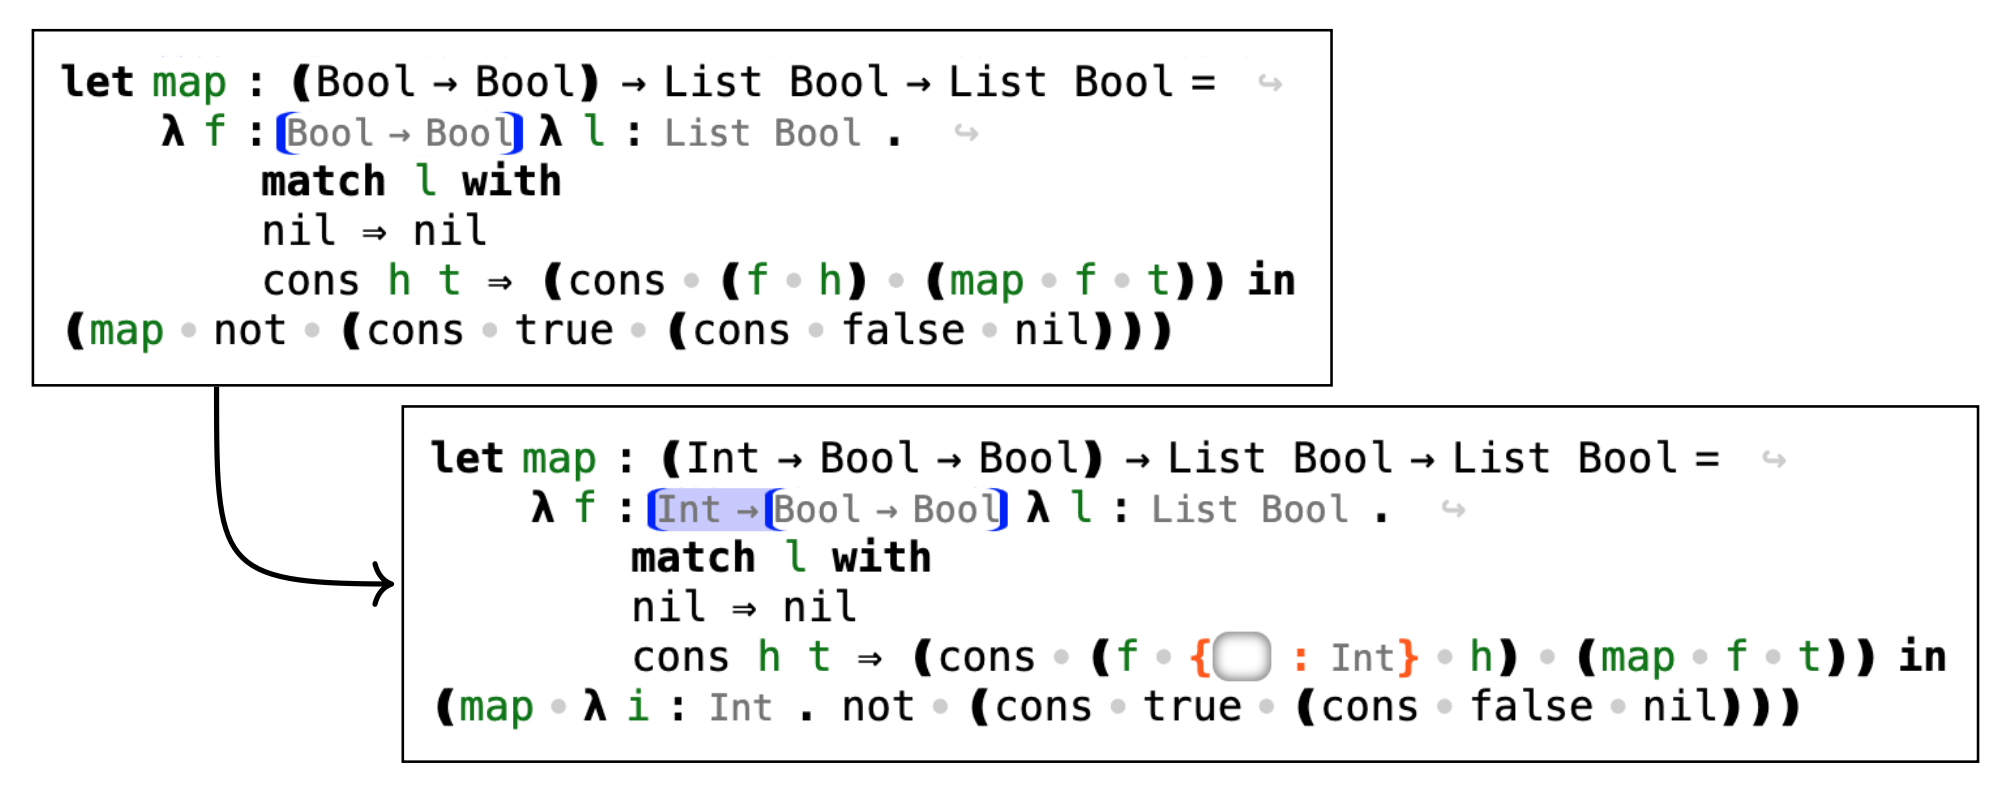 let map : (Bool → Bool) → List Bool → List Bool = ↪
λ f : [Bool → Bool] λ l : List Bool . ↪
match l with
nil ⇒ nil
cons h t ⇒ (cons • (f • h) • (map • f • t)) in
(map • not • (cons • true • (cons • false • nil)))
let map : (Int → Bool → Bool) → List Bool → List Bool = ↪
λ f : [Int → [Bool → Bool] λ l : List Bool . ↪
match l with
nil ⇒ nil
cons h t ⇒ (cons • (f • { : Int} • h) • (map • f • t)) in
(map • λ i : Int . not • (cons • true • (cons • false • nil)))